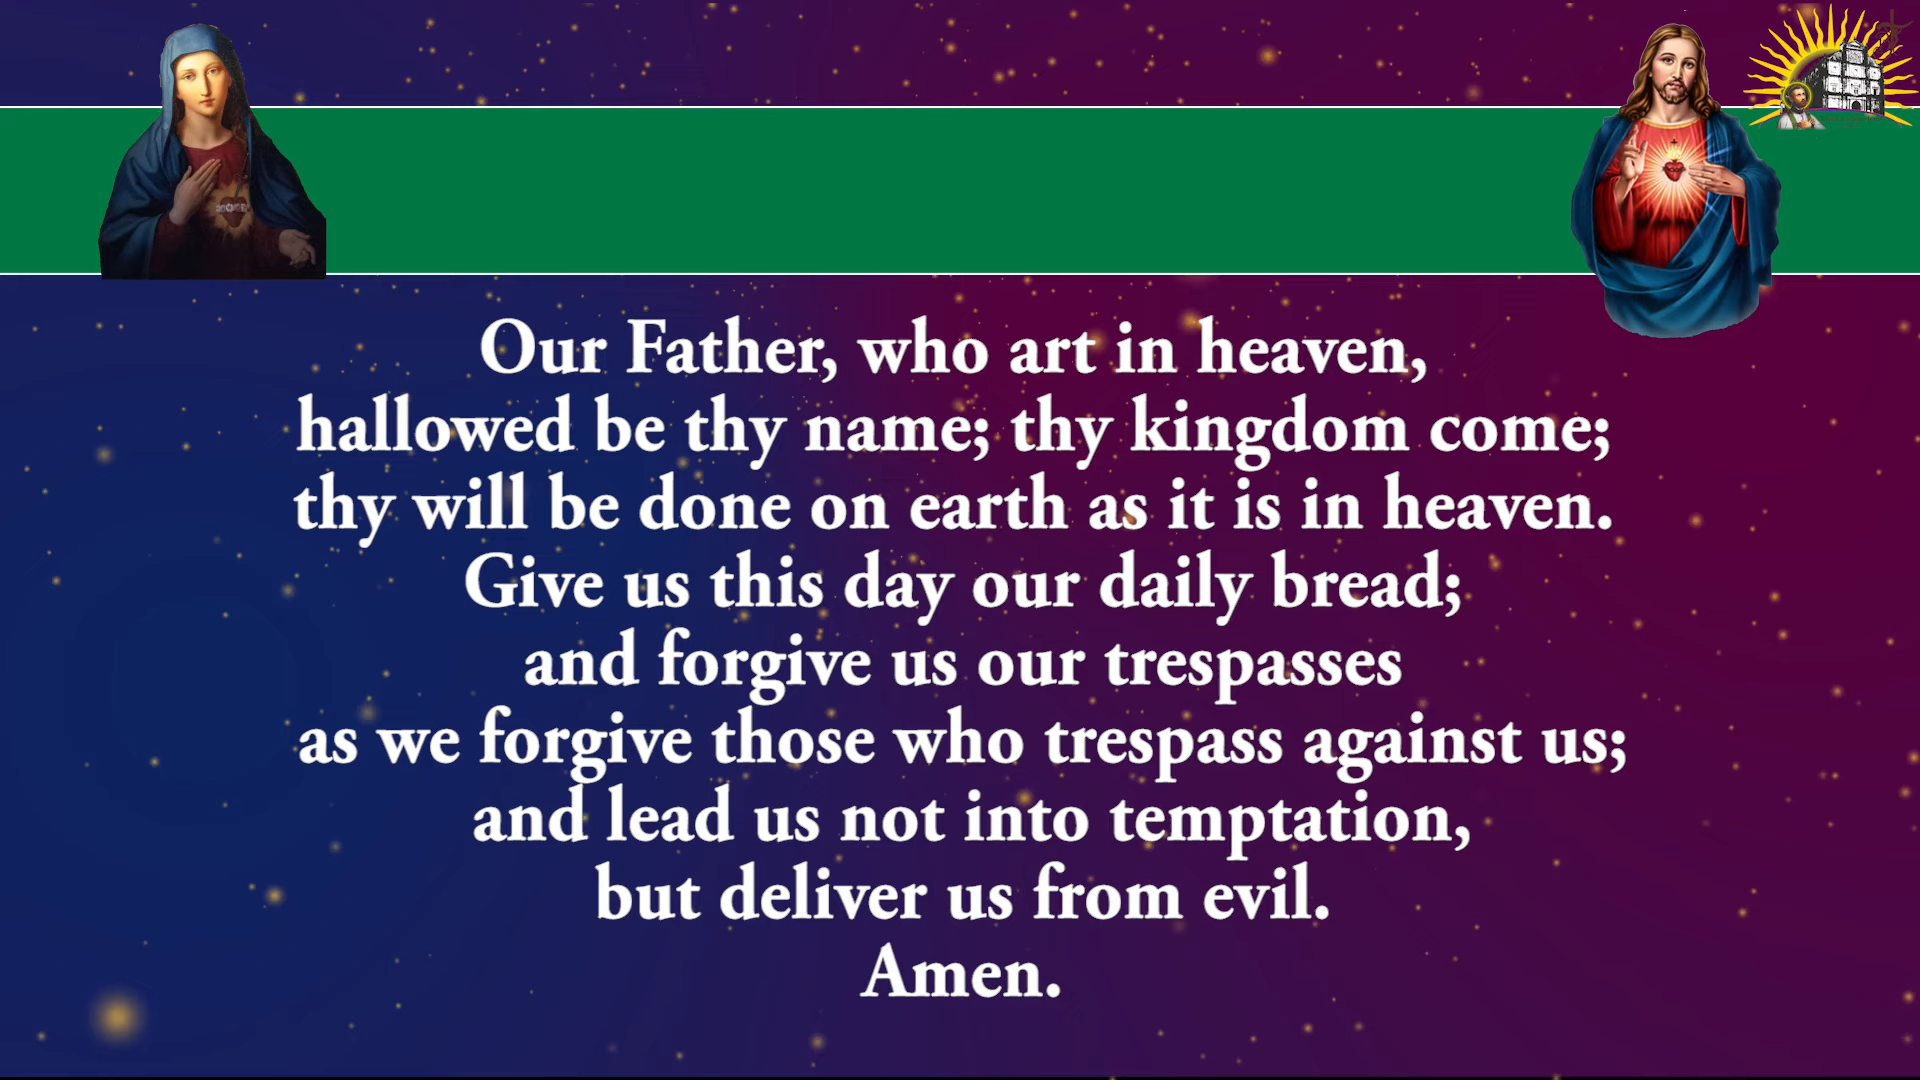 Our Father, who art in heaven,
hallowed be thy name; thy kingdom come;
thy will be done on earth as it is in heaven.
Give us this day our daily bread;
and forgive us our trespasses
as we forgive those who trespass against us;
and lead us not into temptation,
but deliver us from evil.
Amen.